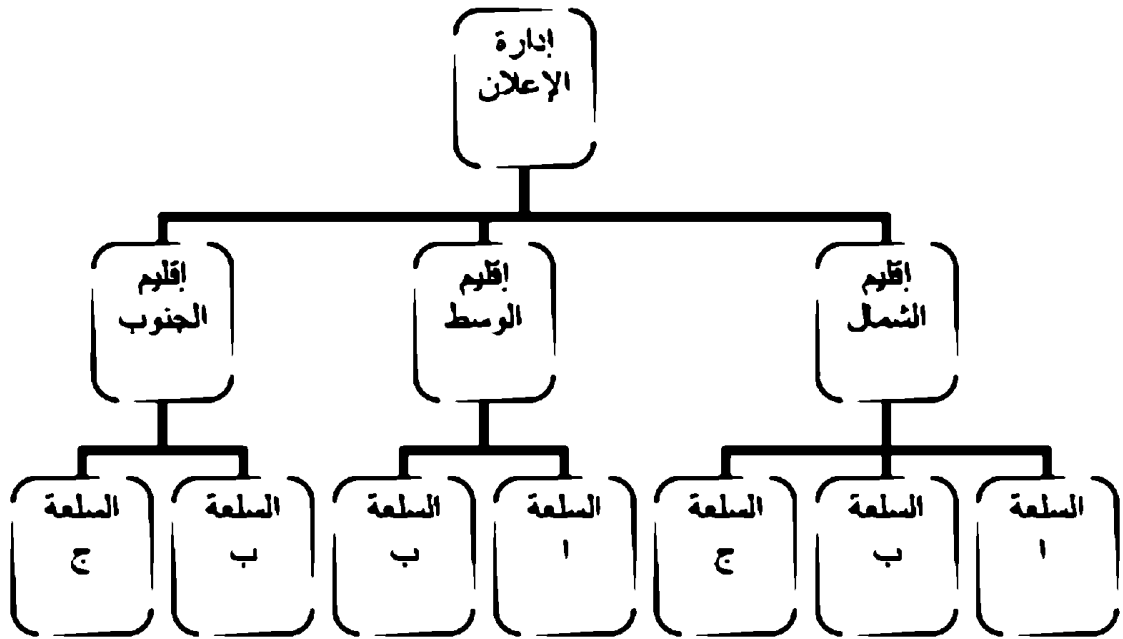 إدارة
الإعلان
إقليم
الشمال
إقليم
الوسط
إقليم
الجنوب
السلعة
ا
السلعة
ب
السلعة
ج
السلعة
ا
السلعة
ب
السلعة
ب
السلعة
ج